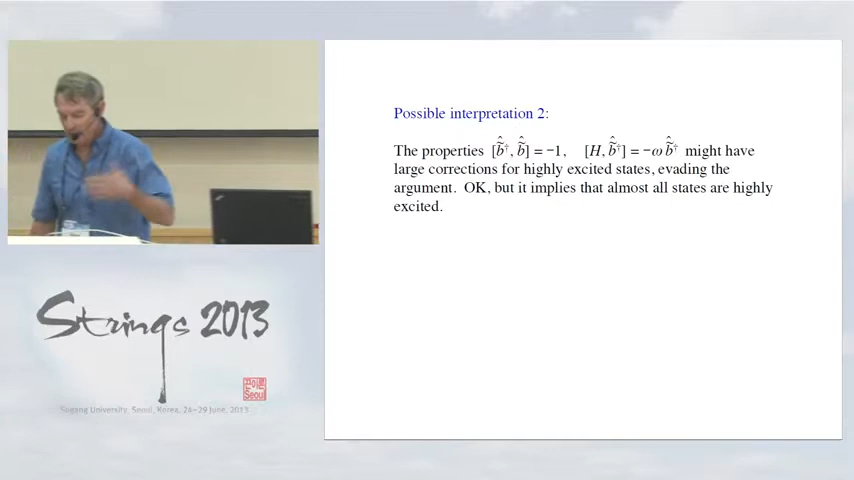 Possible interpretation 2:
The properties [b̃̂†, b̃̂] = −1, [H, b̃̂†] = −ω b̃̂† might have
large corrections for highly excited states, evading the
argument. OK, but it implies that almost all states are highly
excited.
Strings 2013
Seoul
Sogang University, Seoul, Korea, 24-29 June, 2013